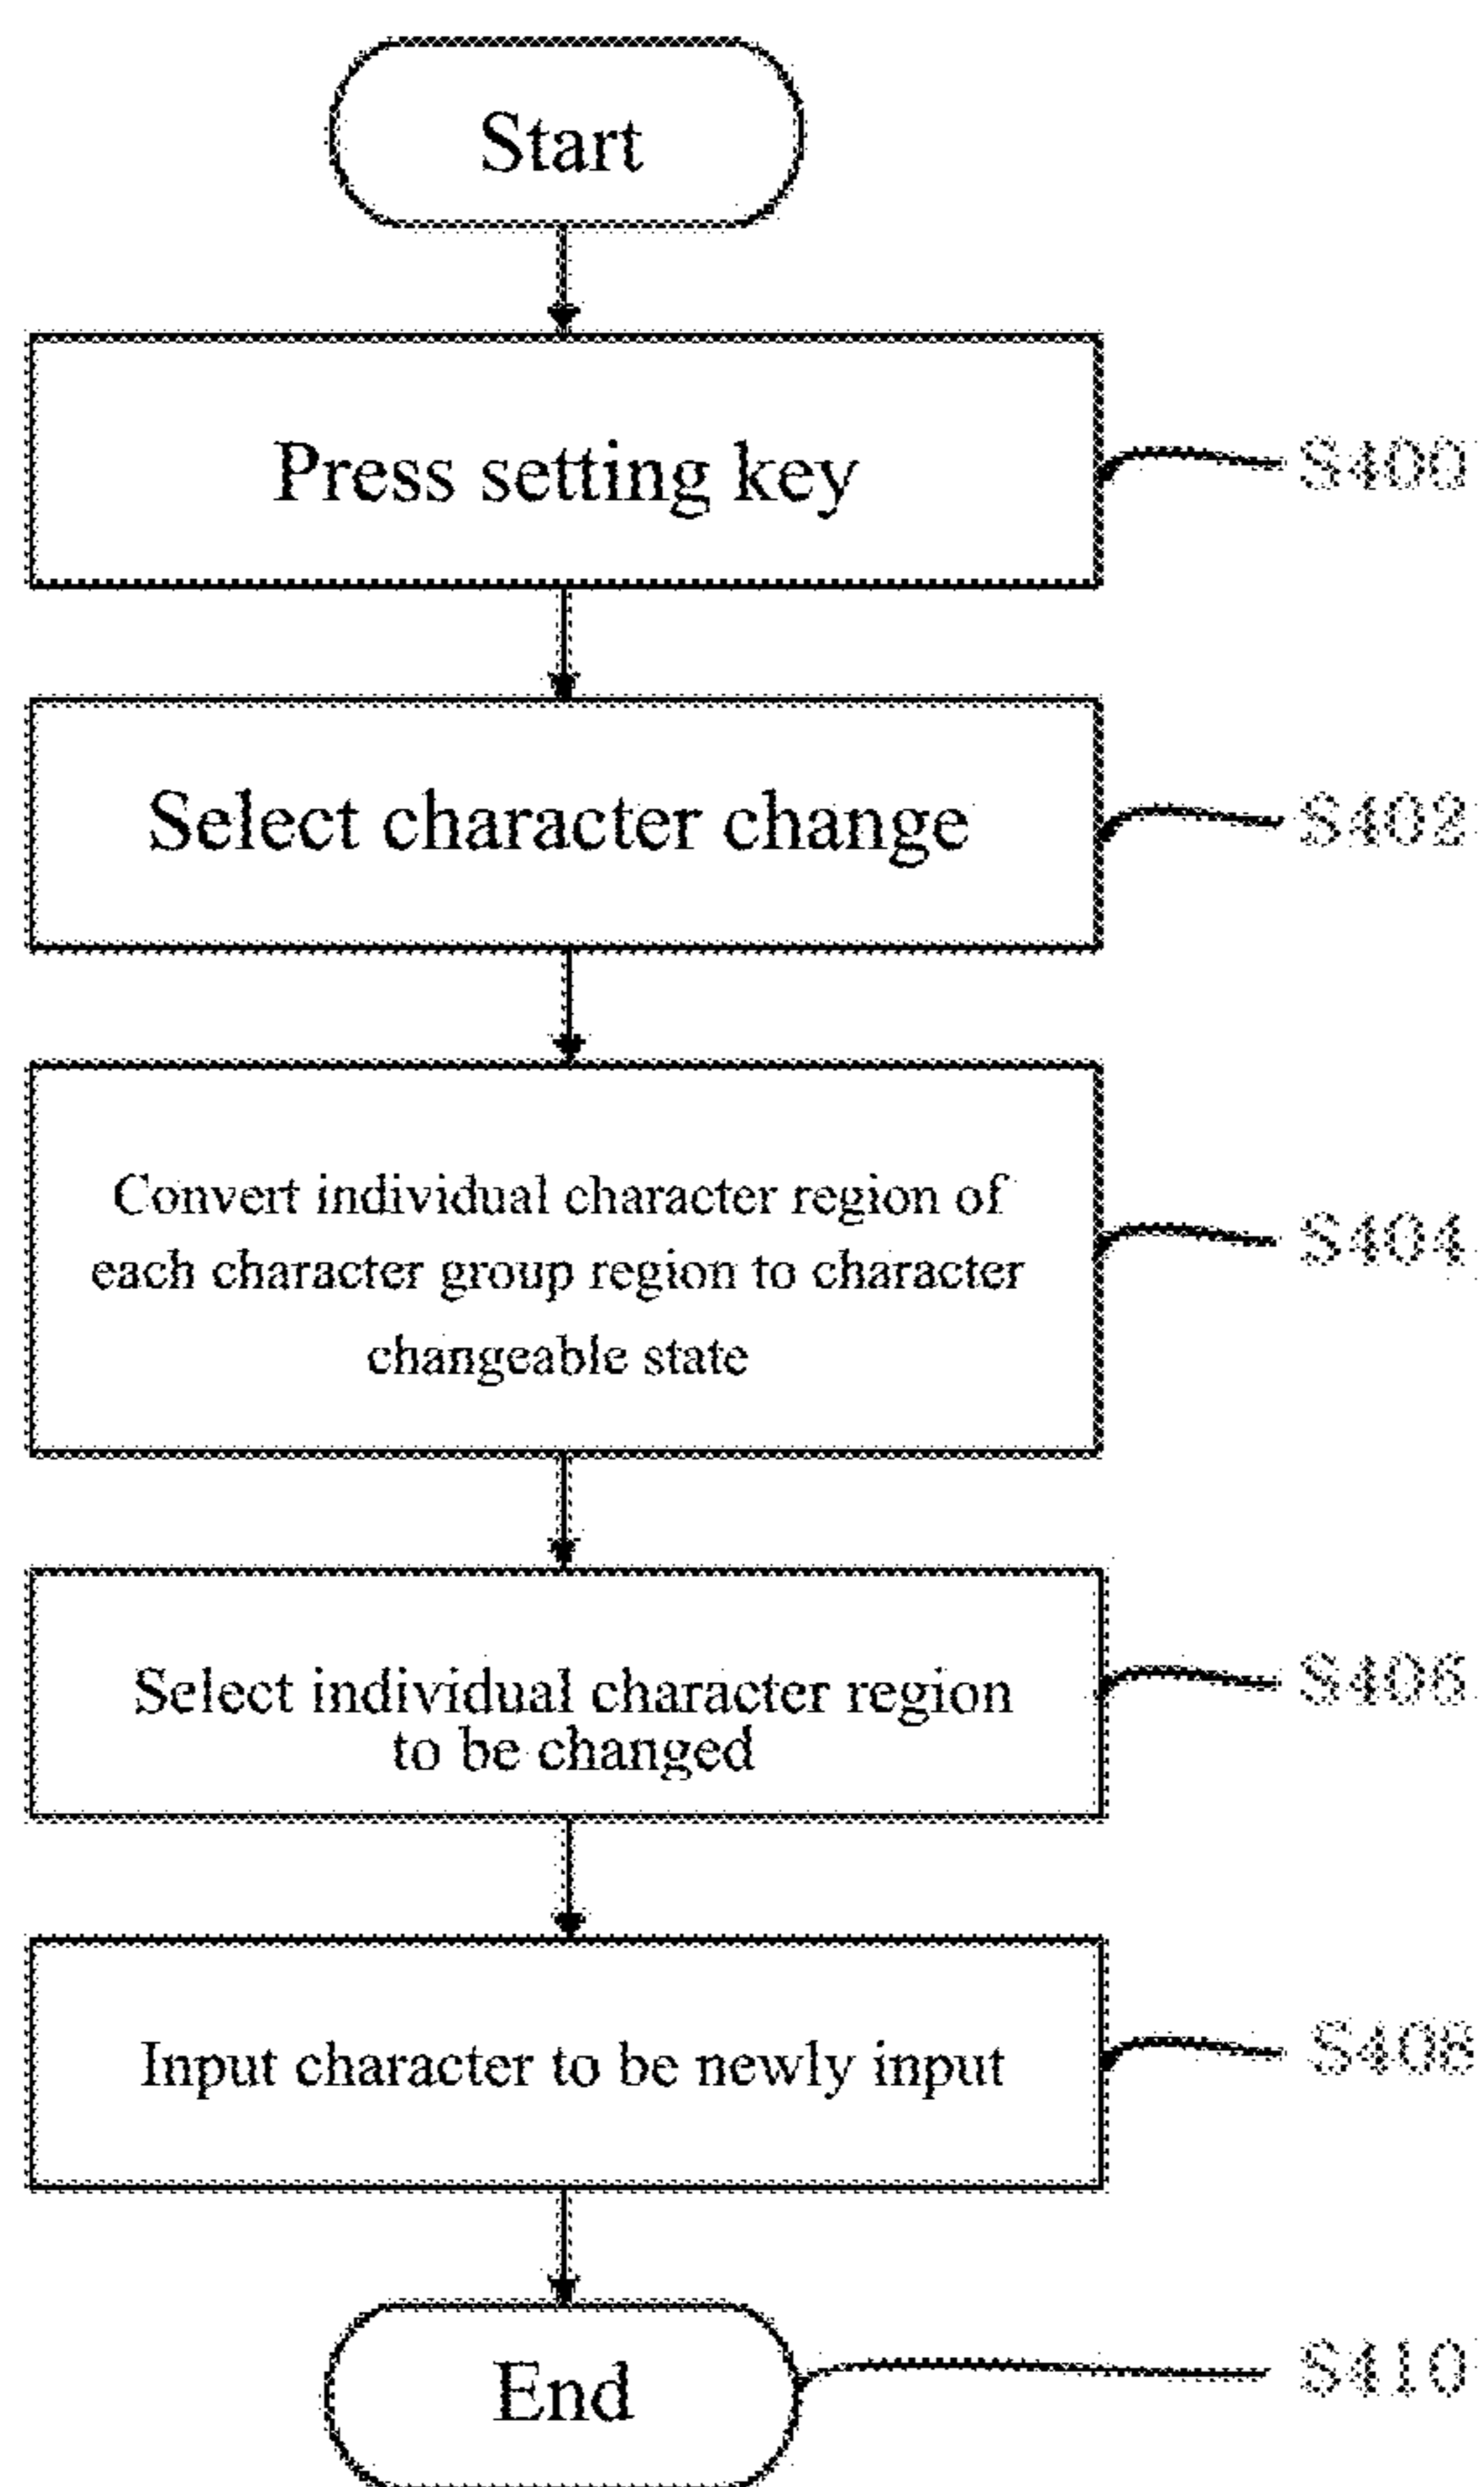 Start
Press setting key
S400
Select character change
S402
Convert individual character region of
each character group region to character
changeable state
S404
Select individual character region
to be changed
S406
Input character to be newly input
S408
End
S410